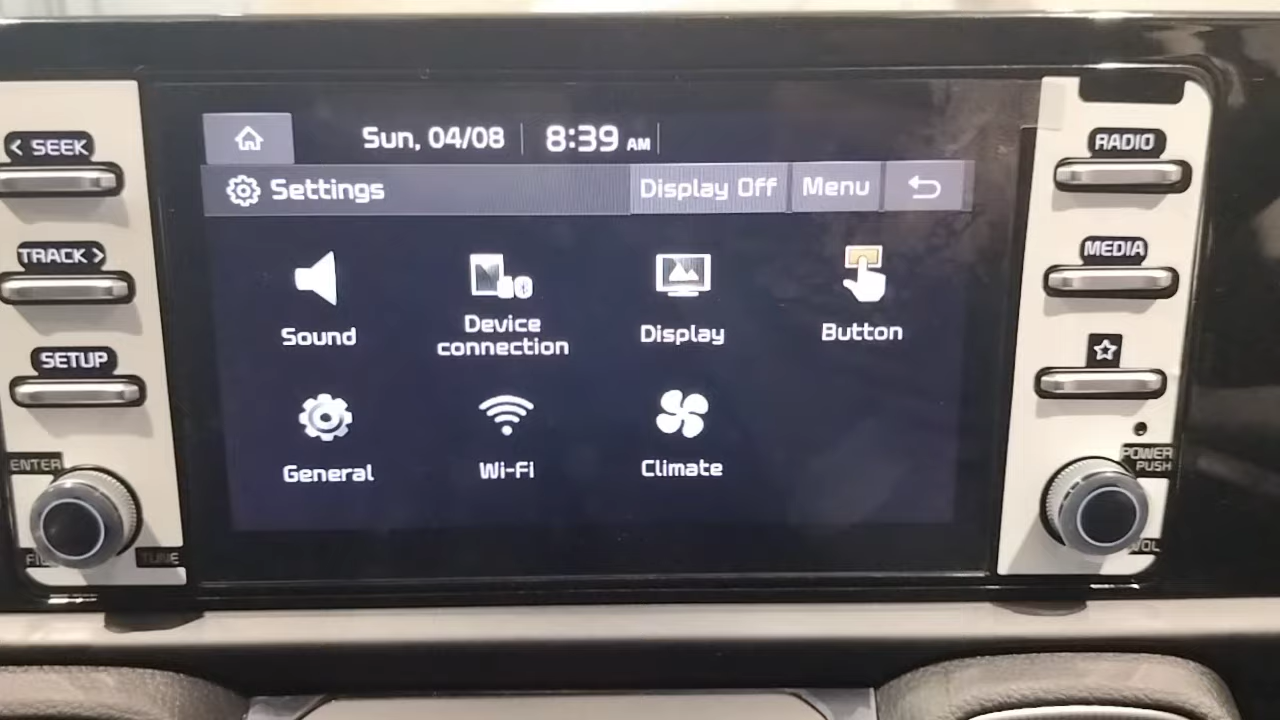 < SEEK
TRACK >
SETUP
ENTER
TUNE
Sun, 04/08
8:39 AM
Settings
Display Off
Menu
Sound
Device
connection
Display
Button
General
Wi-Fi
Climate
RADIO
MEDIA
POWER
PUSH
VOL